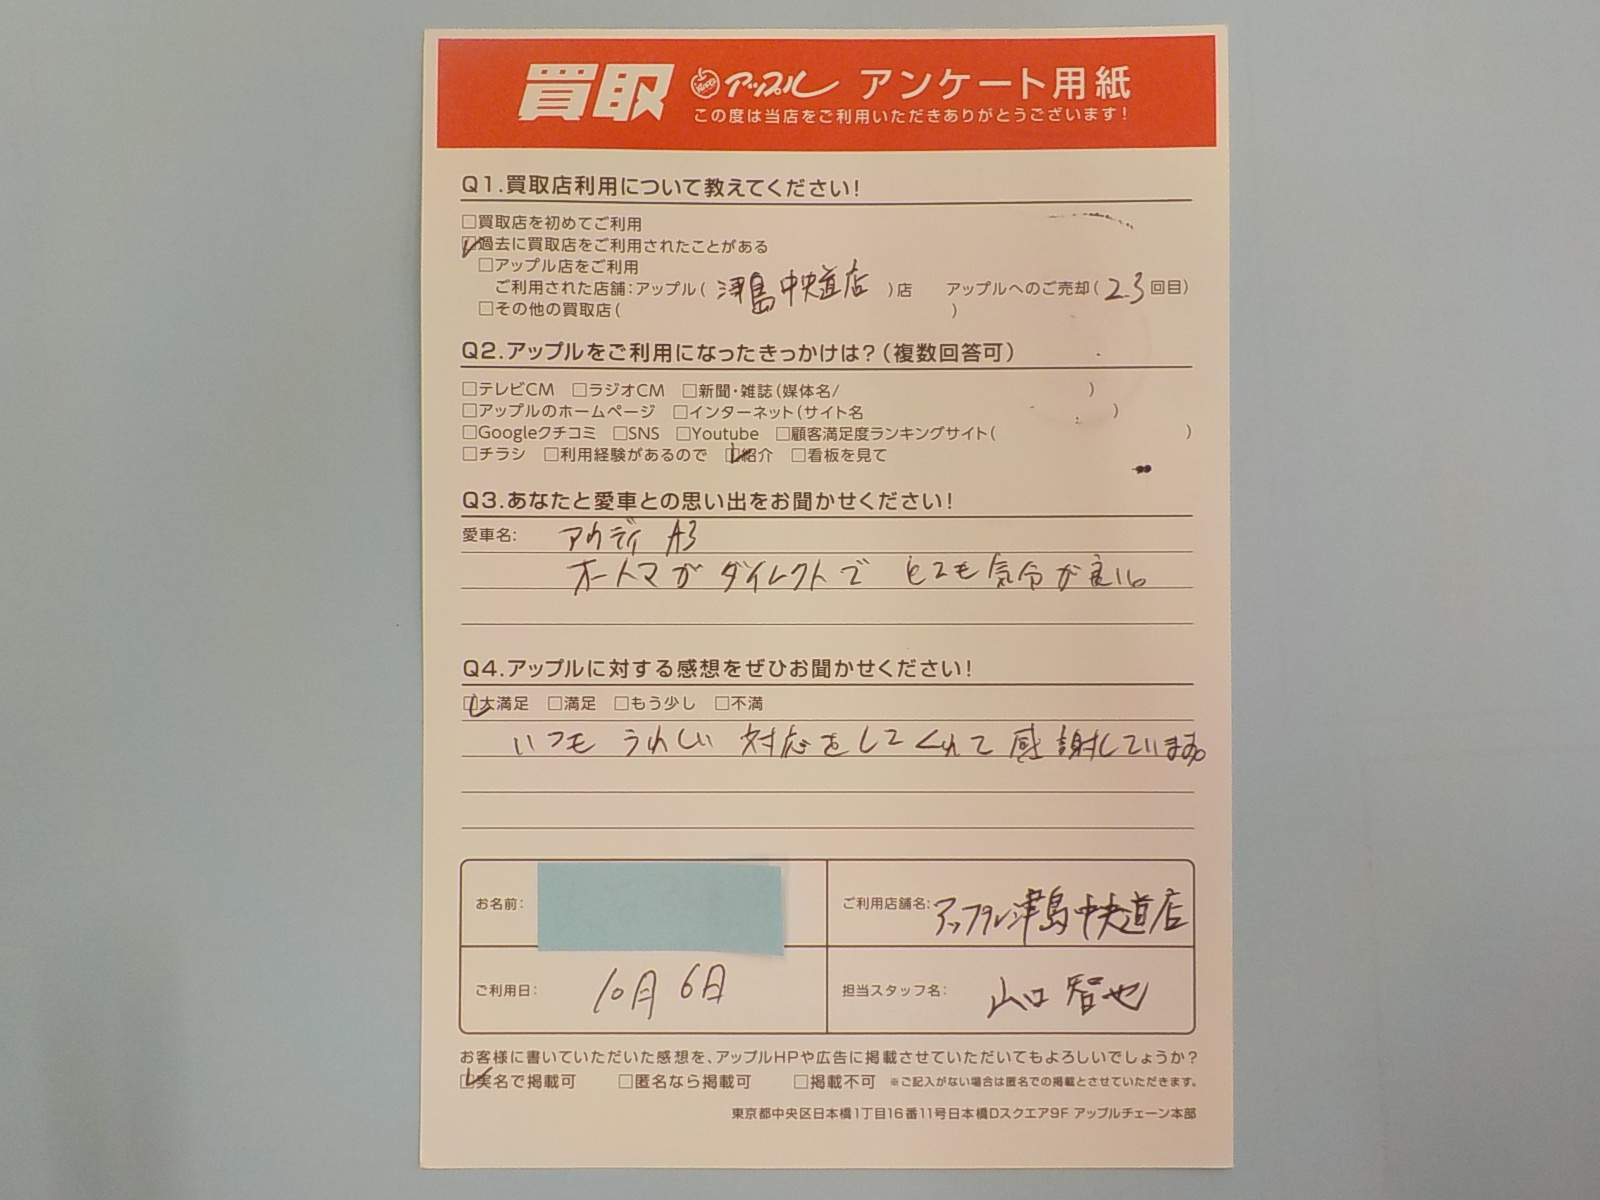 買取 アップル アンケート用紙
この度は当店をご利用いただきありがとうございます!
Q1.買取店利用について教えてください!
□買取店を初めてご利用
☑過去に買取店をご利用されたことがある
□アップル店をご利用
ご利用された店舗:アップル( 津島中央道店 )店 アップルへのご売却( 2.3 回目)
□その他の買取店( )
Q2.アップルをご利用になったきっかけは?(複数回答可)
□テレビCM □ラジオCM □新聞・雑誌(媒体名/ )
□アップルのホームページ □インターネット(サイト名 )
□Googleクチコミ □SNS □Youtube □顧客満足度ランキングサイト( )
□チラシ □利用経験があるので ☑紹介 □看板を見て
Q3.あなたと愛車との思い出をお聞かせください!
愛車名: アウディ A3
オートマがダイレクトで とても気分が良い。
Q4.アップルに対する感想をぜひお聞かせください!
☑大満足 □満足 □もう少し □不満
いつも うれしい 対応をしてくれて感謝しています。
お名前:
ご利用店舗名: アップル津島中央道店
ご利用日: 10月6日
担当スタッフ名: 山口 智也
お客様に書いていただいた感想を、アップルHPや広告に掲載させていただいてもよろしいでしょうか?
☑実名で掲載可 □匿名なら掲載可 □掲載不可 ※ご記入がない場合は匿名での掲載とさせていただきます。
東京都中央区日本橋1丁目16番11号日本橋Dスクエア9F アップルチェーン本部